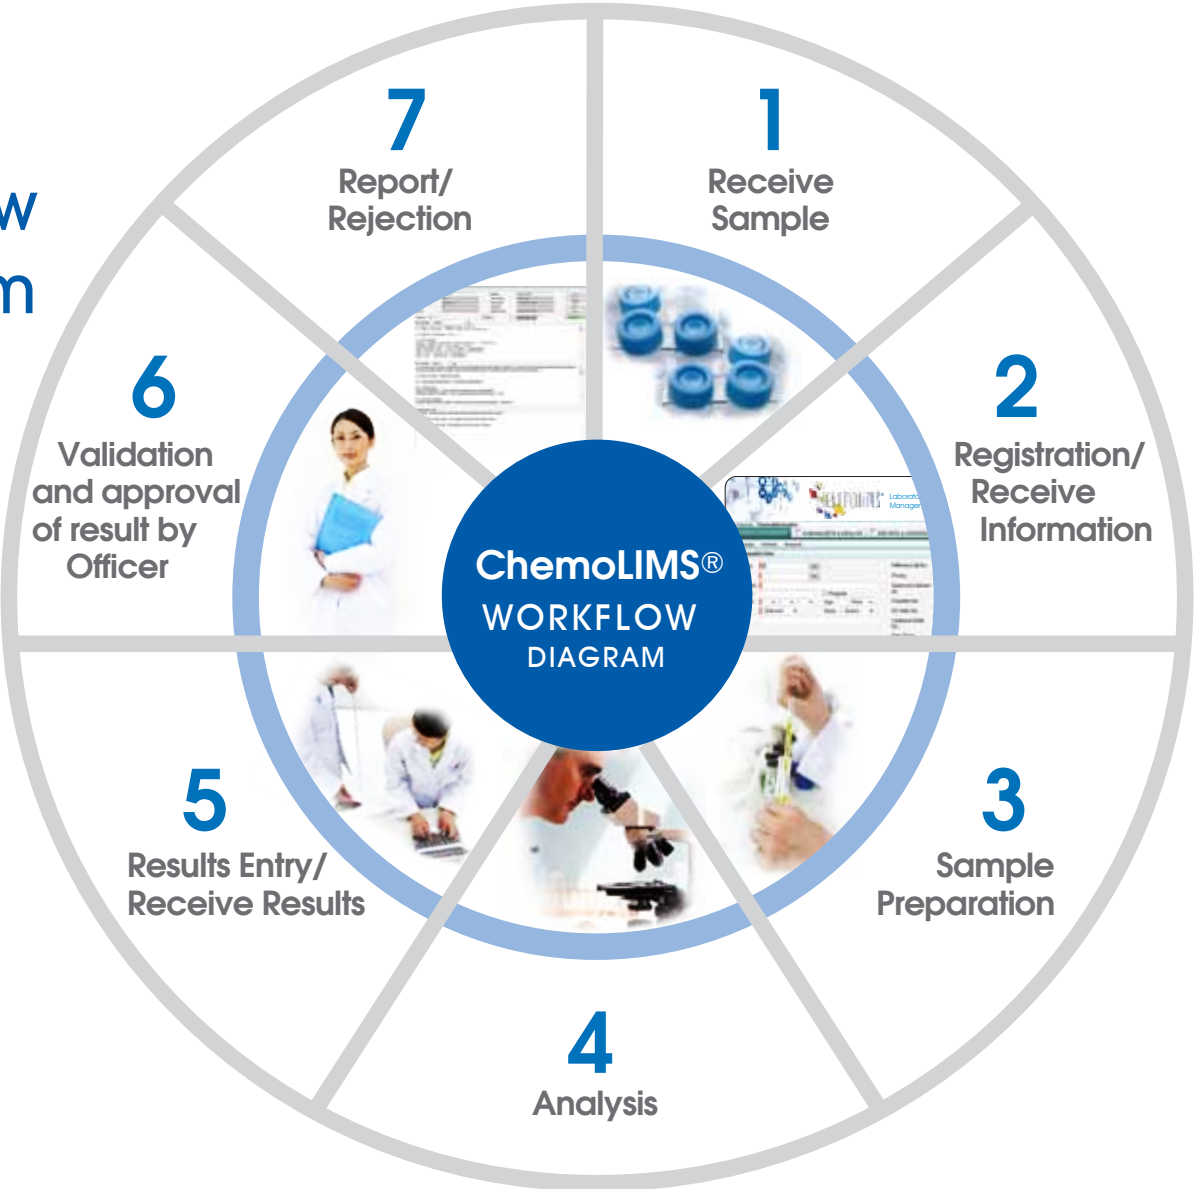 7
Report/
Rejection
1
Receive
Sample
w
m
6
Validation
and approval
of result by
Officer
2
Registration/
Receive
Information
ChemoLIMS®
WORKFLOW
DIAGRAM
5
Results Entry/
Receive Results
3
Sample
Preparation
4
Analysis